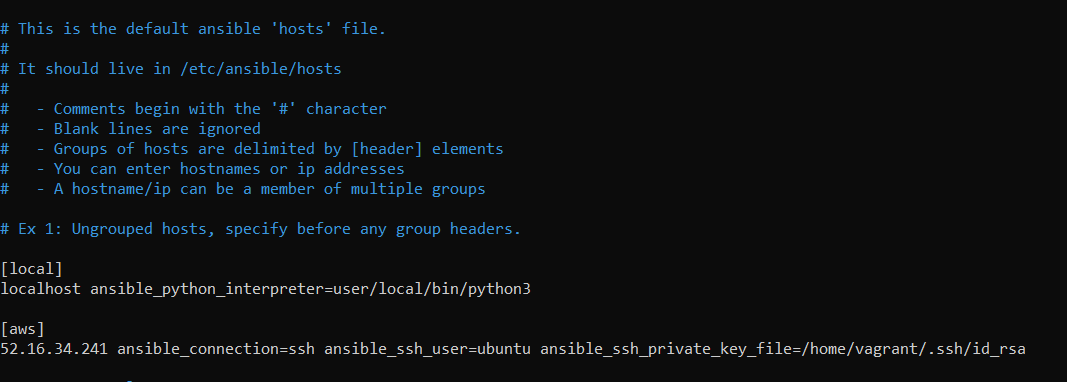 # This is the default ansible 'hosts' file.
#
# It should live in /etc/ansible/hosts
#
#   - Comments begin with the '#' character
#   - Blank lines are ignored
#   - Groups of hosts are delimited by [header] elements
#   - You can enter hostnames or ip addresses
#   - A hostname/ip can be a member of multiple groups
# Ex 1: Ungrouped hosts, specify before any group headers.
[local]
localhost ansible_python_interpreter=user/local/bin/python3
[aws]
52.16.34.241 ansible_connection=ssh ansible_ssh_user=ubuntu ansible_ssh_private_key_file=/home/vagrant/.ssh/id_rsa